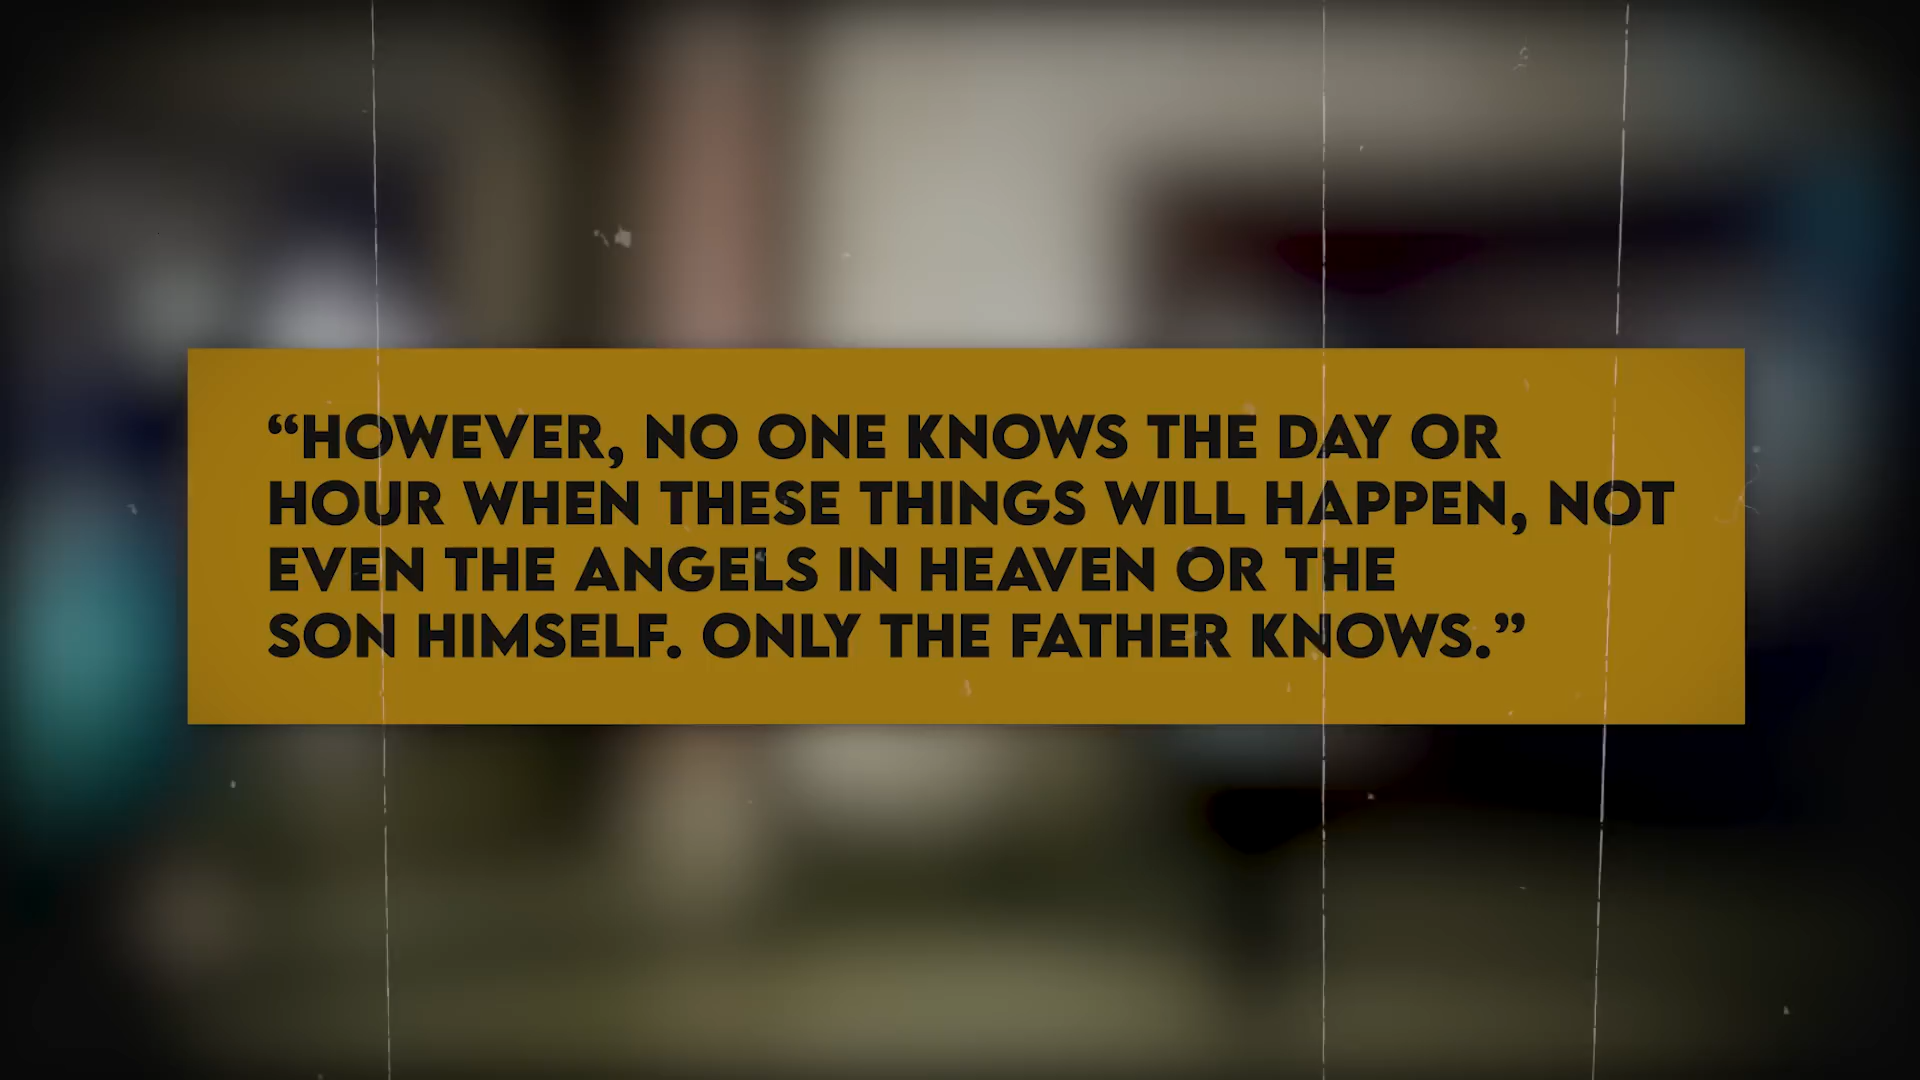 “HOWEVER, NO ONE KNOWS THE DAY OR
HOUR WHEN THESE THINGS WILL HAPPEN, NOT
EVEN THE ANGELS IN HEAVEN OR THE
SON HIMSELF. ONLY THE FATHER KNOWS.”